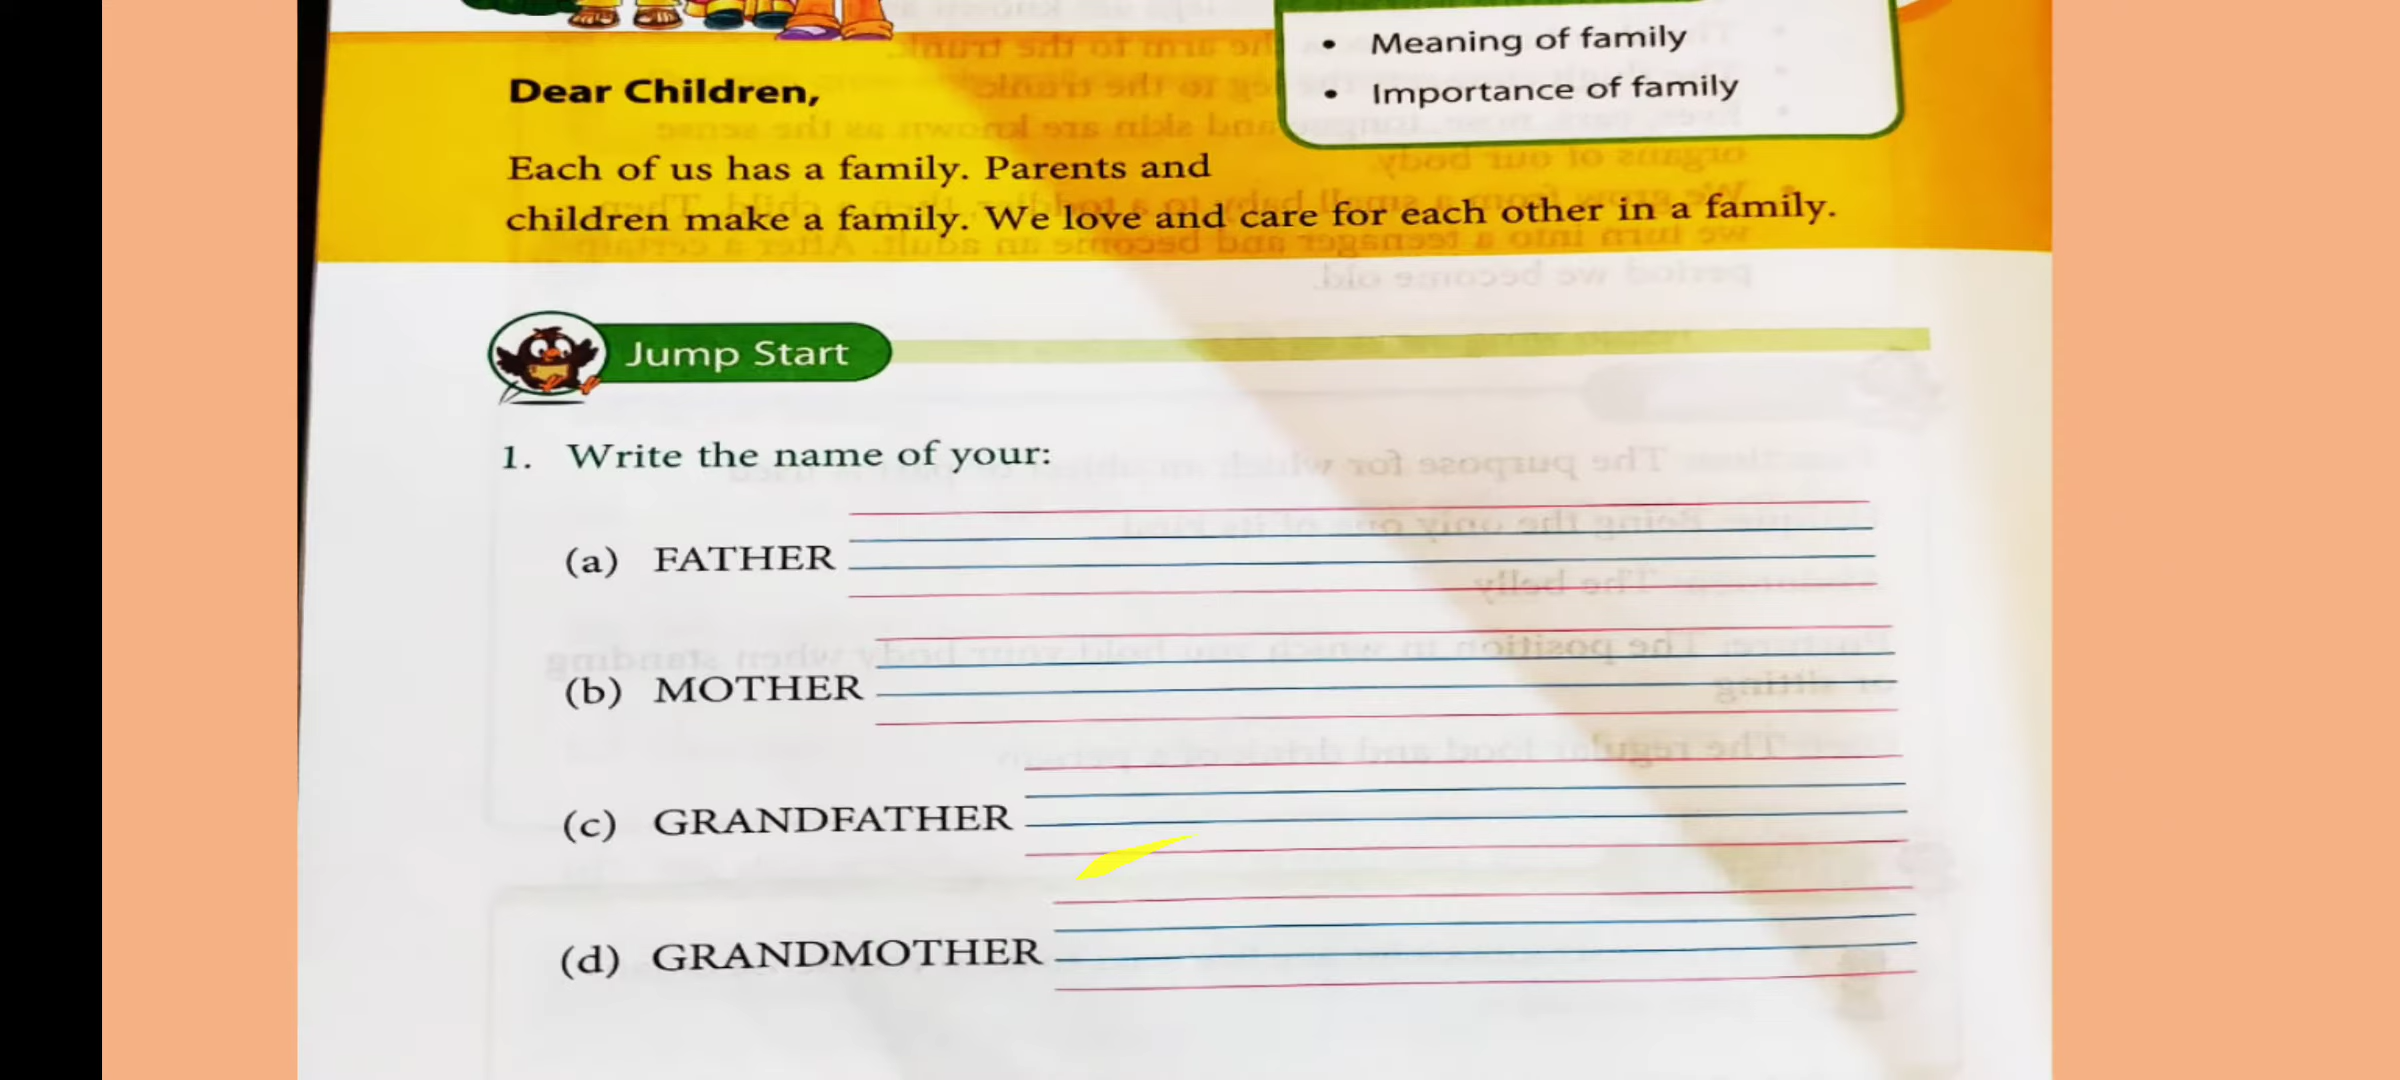 Meaning of family
Importance of family
Dear Children,
Each of us has a family. Parents and
children make a family. We love and care for each other in a family.
Jump Start
1. Write the name of your:
(a) FATHER
(b) MOTHER
(c) GRANDFATHER
(d) GRANDMOTHER